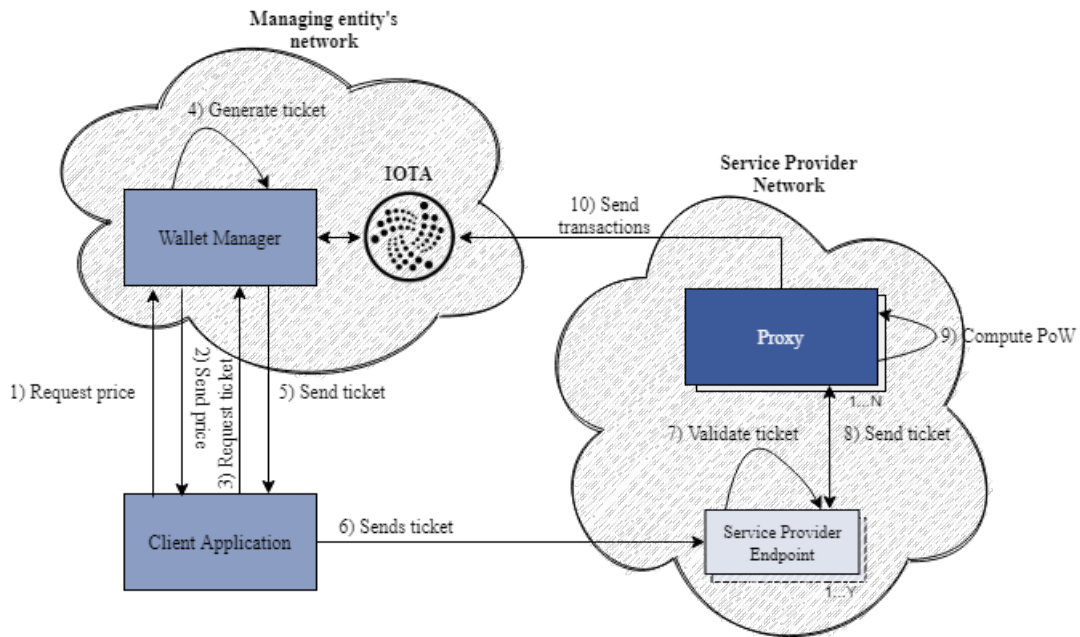 Managing entity's
network
4) Generate ticket
IOTA
Wallet Manager
Service Provider
Network
10) Send
transactions
Proxy
9) Compute PoW
1...N
1) Request price
2) Send price
3) Request ticket
5) Send ticket
7) Validate ticket
8) Send ticket
Client Application
6) Sends ticket
Service Provider
Endpoint
1...Y